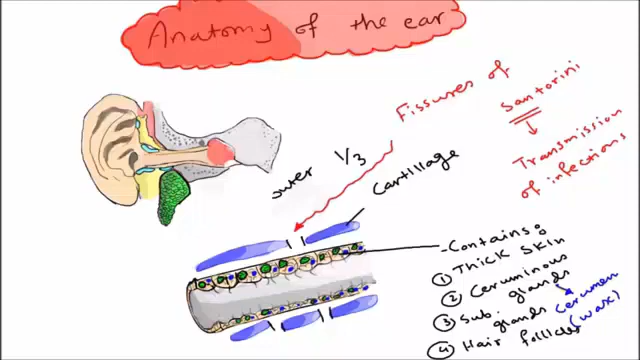 Anatomy of the ear
Fissures of
Santorini
Transmission
of infections
outer 1/3
Cartillage
-Contains:
① Thick skin
② Ceruminous
glands
③ Sub. glands
④ Hair follicles
Cerumen
(wax)